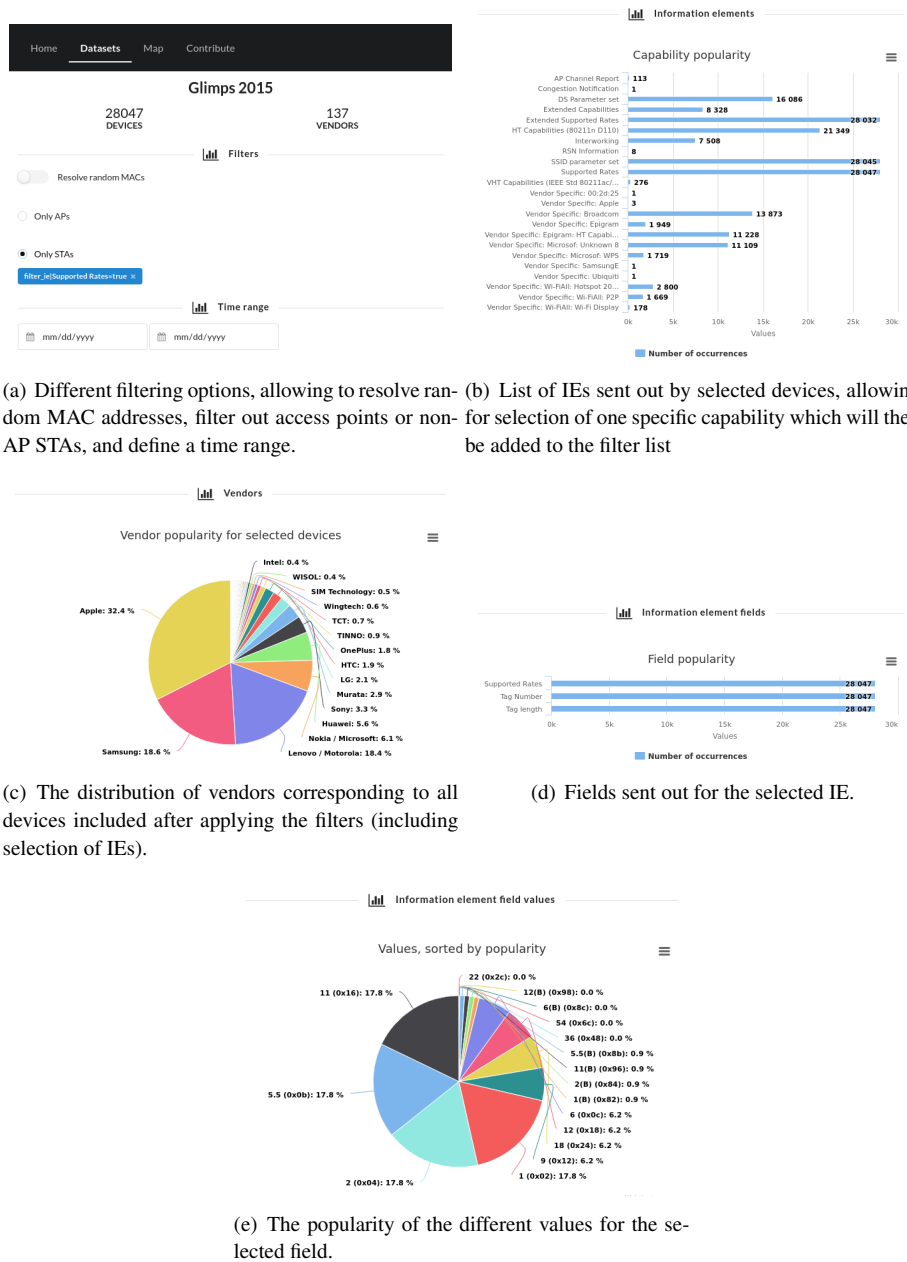 Home Datasets Map Contribute
Glimps 2015
28047 137
DEVICES VENDORS
Filters
Resolve random MACs
Only APs
Only STAs
filter_ie|Supported Rates=true ×
Time range
mm/dd/yyyy mm/dd/yyyy
(a) Different filtering options, allowing to resolve ran-
dom MAC addresses, filter out access points or non-
AP STAs, and define a time range.
Information elements
Capability popularity
AP Channel Report 113
Congestion Notification 1
DS Parameter set 16 086
Extended Capabilities 8 328
Extended Supported Rates 28 032
HT Capabilities (80211n D110) 21 349
Interworking 7 508
RSN Information 8
SSID parameter set 28 045
Supported Rates 28 047
VHT Capabilities (IEEE Std 80211ac/... 276
Vendor Specific: 00:2d:25 1
Vendor Specific: Apple 3
Vendor Specific: Broadcom 13 873
Vendor Specific: Epigram 1 949
Vendor Specific: Epigram: HT Capabi... 11 228
Vendor Specific: Microsof: Unknown 8 11 109
Vendor Specific: Microsof: WPS 1 719
Vendor Specific: SamsungE 1
Vendor Specific: Ubiquiti 1
Vendor Specific: Wi-FiAll: Hotspot 20... 2 800
Vendor Specific: Wi-FiAll: P2P 1 669
Vendor Specific: Wi-FiAll: Wi-Fi Display 178
0k 5k 10k 15k 20k 25k 30k
Values
Number of occurrences
(b) List of IEs sent out by selected devices, allowin
for selection of one specific capability which will the
be added to the filter list
Vendors
Vendor popularity for selected devices
Intel: 0.4 %
WISOL: 0.4 %
SIM Technology: 0.5 %
Wingtech: 0.6 %
TCT: 0.7 %
TINNO: 0.9 %
OnePlus: 1.8 %
HTC: 1.9 %
LG: 2.1 %
Murata: 2.9 %
Sony: 3.3 %
Huawei: 5.6 %
Nokia / Microsoft: 6.1 %
Lenovo / Motorola: 18.4 %
Samsung: 18.6 %
Apple: 32.4 %
(c) The distribution of vendors corresponding to all
devices included after applying the filters (including
selection of IEs).
Information element fields
Field popularity
Supported Rates 28 047
Tag Number 28 047
Tag length 28 047
0k 5k 10k 15k 20k 25k 30k
Values
Number of occurrences
(d) Fields sent out for the selected IE.
Information element field values
Values, sorted by popularity
22 (0x2c): 0.0 %
12(B) (0x98): 0.0 %
6(B) (0x8c): 0.0 %
54 (0x6c): 0.0 %
36 (0x48): 0.0 %
5.5(B) (0x8b): 0.9 %
11(B) (0x96): 0.9 %
2(B) (0x84): 0.9 %
1(B) (0x82): 0.9 %
6 (0x0c): 6.2 %
12 (0x18): 6.2 %
18 (0x24): 6.2 %
9 (0x12): 6.2 %
1 (0x02): 17.8 %
2 (0x04): 17.8 %
5.5 (0x0b): 17.8 %
11 (0x16): 17.8 %
(e) The popularity of the different values for the se-
lected field.